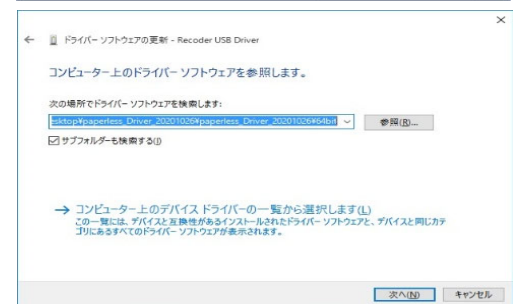 ドライバー ソフトウェアの更新 - Recoder USB Driver
コンピューター上のドライバー ソフトウェアを参照します。
次の場所でドライバー ソフトウェアを検索します:
esktop¥paperless_Driver_20201026¥paperless_Driver_20201026¥64bit
参照(R)...
サブフォルダーも検索する(I)
→ コンピューター上のデバイス ドライバーの一覧から選択します(L)
この一覧には、デバイスと互換性があるインストールされたドライバー ソフトウェアと、デバイスと同じカテ
ゴリにあるすべてのドライバー ソフトウェアが表示されます。
次へ(N) キャンセル